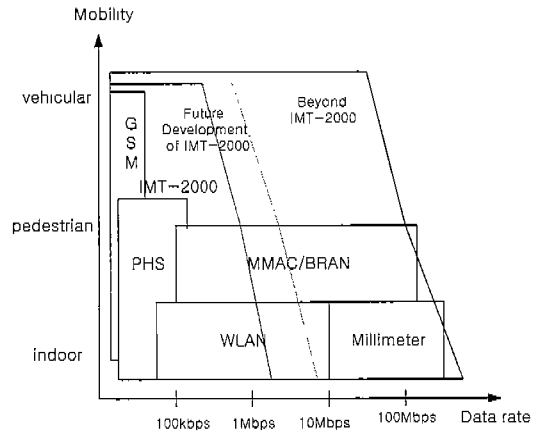 Mobility
vehicular
pedestrian
indoor
GSM
Future
Development
of IMT-2000
Beyond
IMT-2000
IMT-2000
PHS
MMAC/BRAN
WLAN
Millimeter
100kbps
1Mbps
10Mbps
100Mbps
Data rate